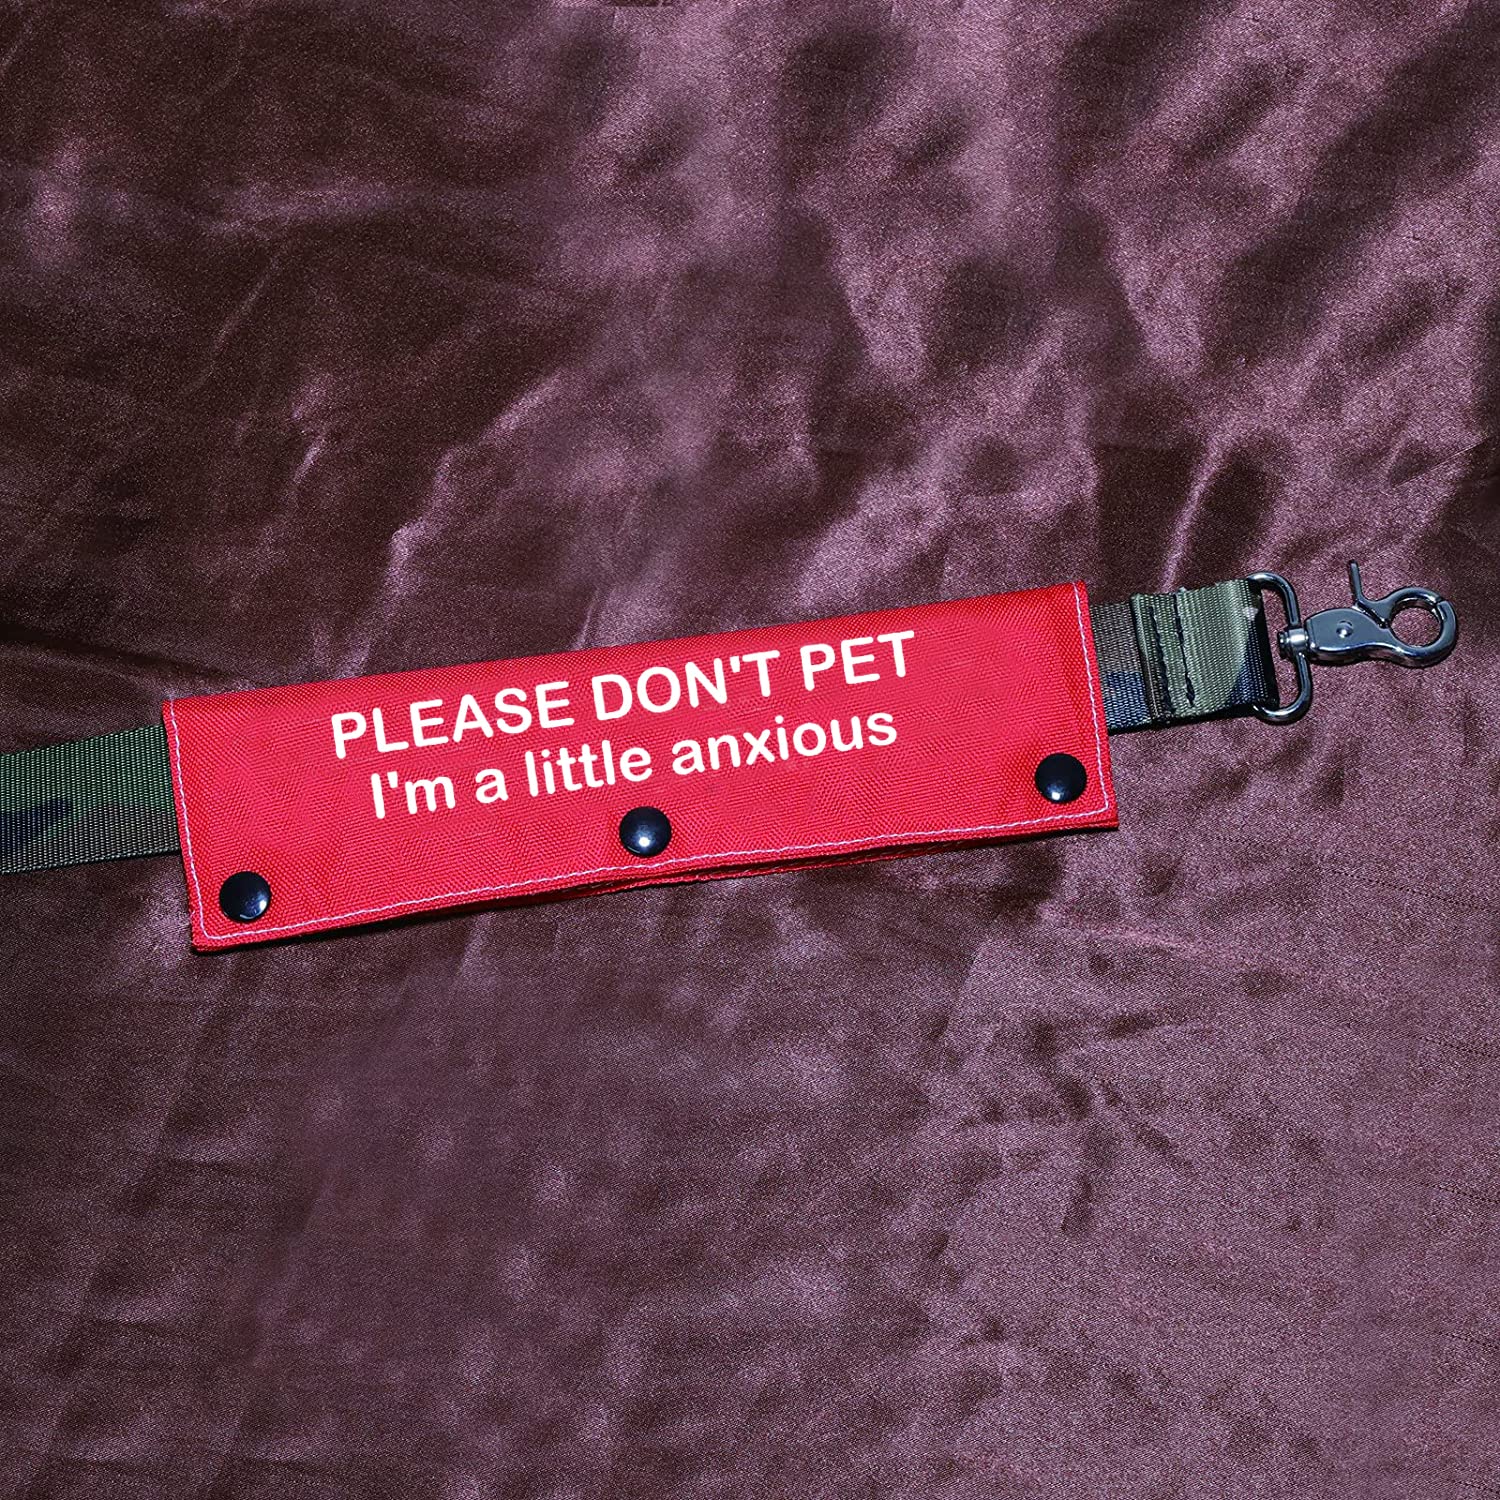 PLEASE DON'T PET
I'm a little anxious